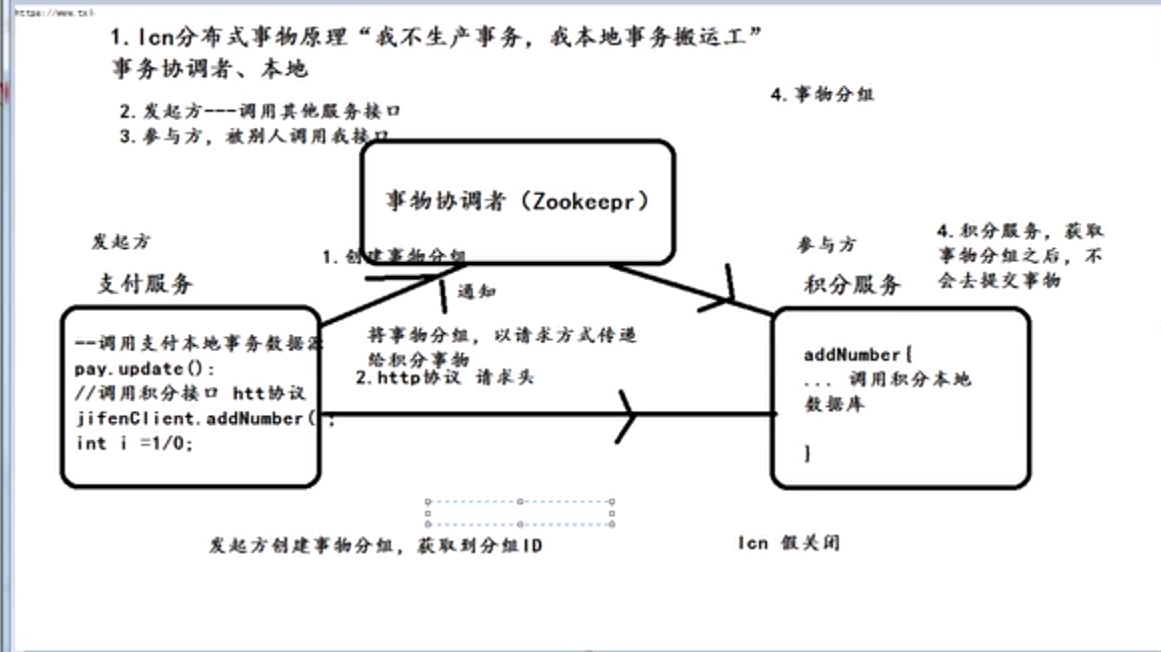 https://www.txl-
1.lcn分布式事物原理“我不生产事务，我本地事务搬运工”
事务协调者、本地
2.发起方---调用其他服务接口
3.参与方，被别人调用我接口
4.事物分组
事物协调者（Zookeepr）
发起方
1.创建事物分组
参与方
4.积分服务，获取
事物分组之后，不
会去提交事物
支付服务
通知
积分服务
--调用支付本地事务数据源
pay.update():
//调用积分接口 htt协议
jifenClient.addNumber( ;
int i =1/0;
将事物分组，以请求方式传递
给积分事物
2.http协议 请求头
addNumber{
... 调用积分本地
数据库
}
发起方创建事物分组，获取到分组ID
lcn 假关闭